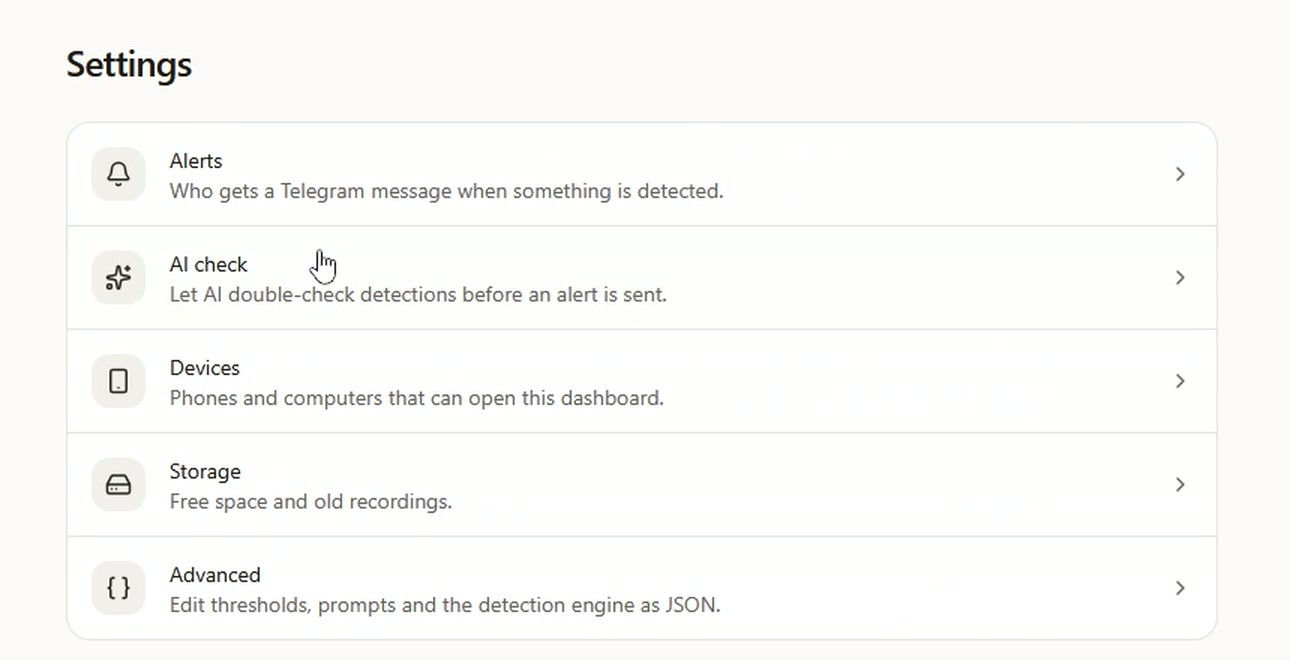 Settings
Alerts
Who gets a Telegram message when something is detected.
AI check
Let AI double-check detections before an alert is sent.
Devices
Phones and computers that can open this dashboard.
Storage
Free space and old recordings.
Advanced
Edit thresholds, prompts and the detection engine as JSON.